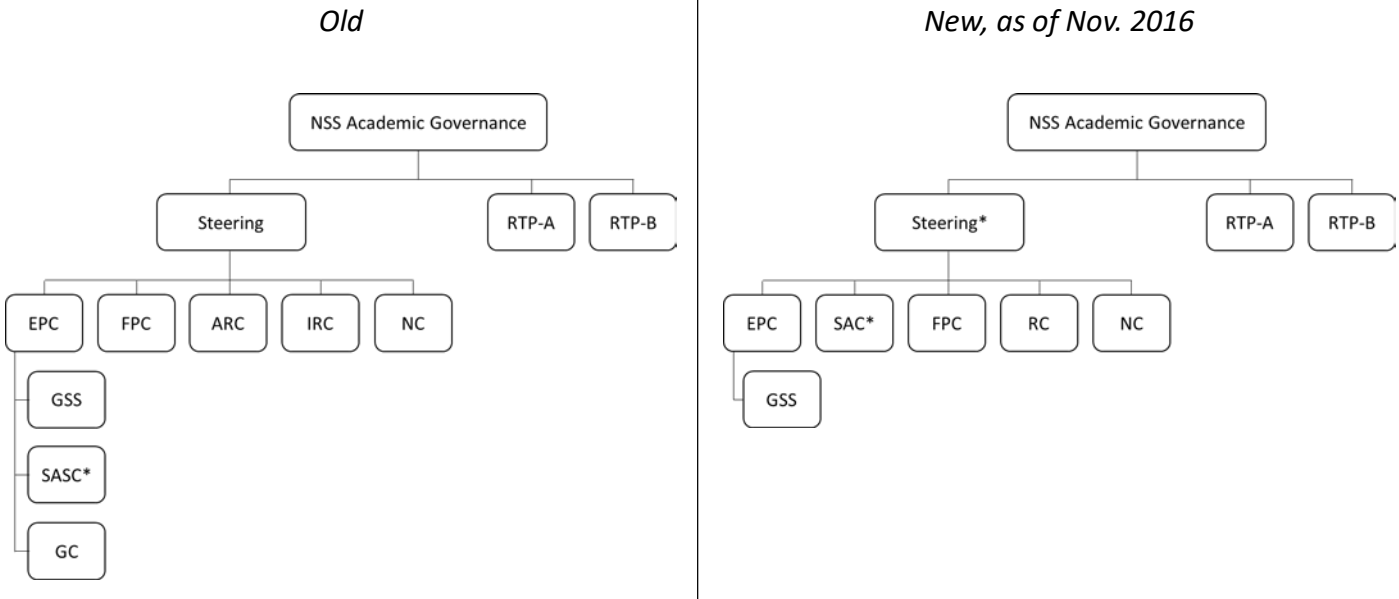 Old
NSS Academic Governance
Steering
RTP-A
RTP-B
EPC
FPC
ARC
IRC
NC
GSS
SASC*
GC
New, as of Nov. 2016
NSS Academic Governance
Steering*
RTP-A
RTP-B
EPC
SAC*
FPC
RC
NC
GSS